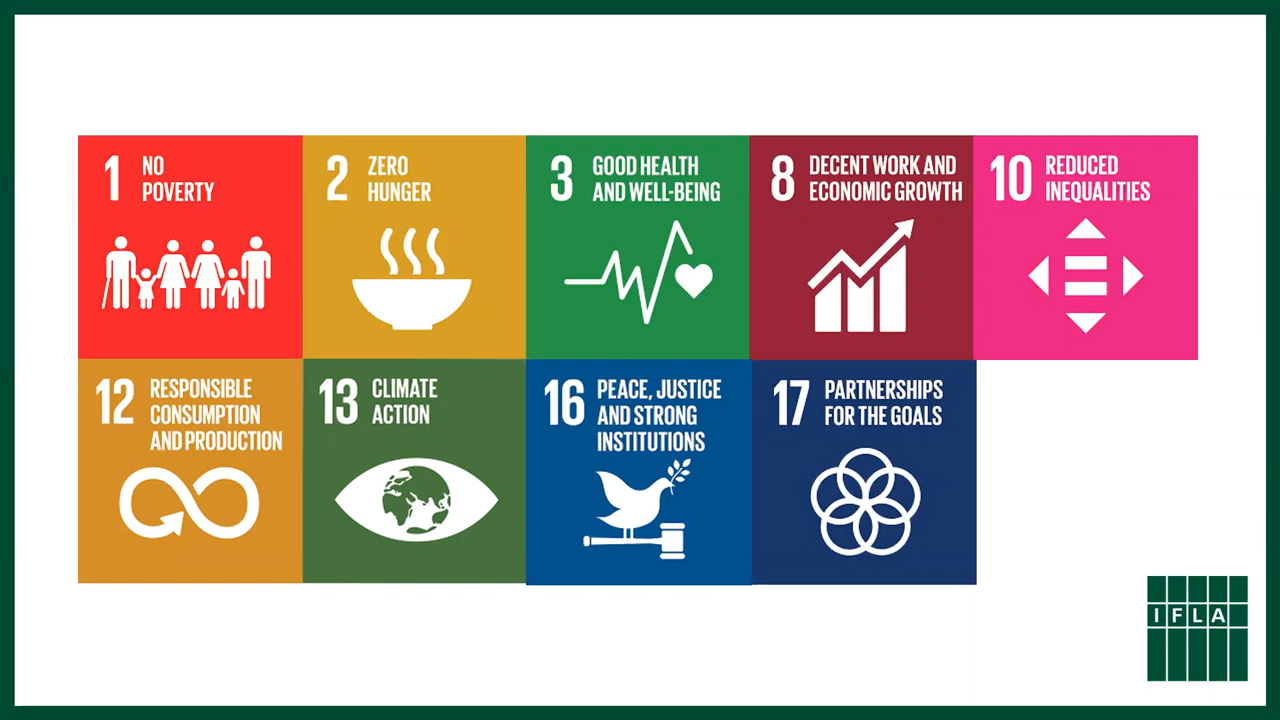 1 NO
POVERTY
2 ZERO
HUNGER
3 GOOD HEALTH
AND WELL-BEING
8 DECENT WORK AND
ECONOMIC GROWTH
10 REDUCED
INEQUALITIES
12 RESPONSIBLE
CONSUMPTION
AND PRODUCTION
13 CLIMATE
ACTION
16 PEACE, JUSTICE
AND STRONG
INSTITUTIONS
17 PARTNERSHIPS
FOR THE GOALS
IFLA